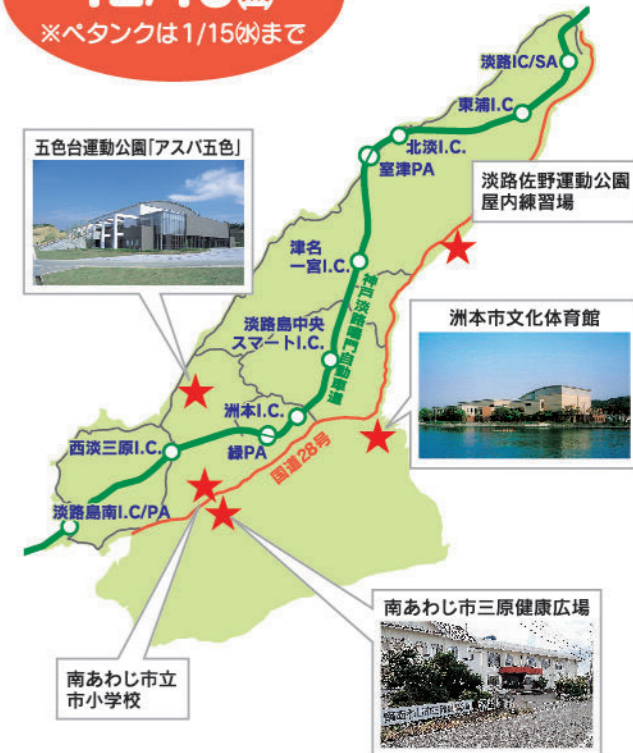 ※ペタンクは1/15㈬まで
淡路IC/SA
東浦I.C
北淡I.C.
室津PA
五色台運動公園「アスパ五色」
淡路佐野運動公園
屋内練習場
津名
一宮I.C.
神戸淡路鳴門自動車道
淡路島中央
スマートI.C.
洲本市文化体育館
洲本I.C.
緑PA
西淡三原I.C.
国道28号
淡路島南I.C/PA
南あわじ市三原健康広場
南あわじ市立
市小学校